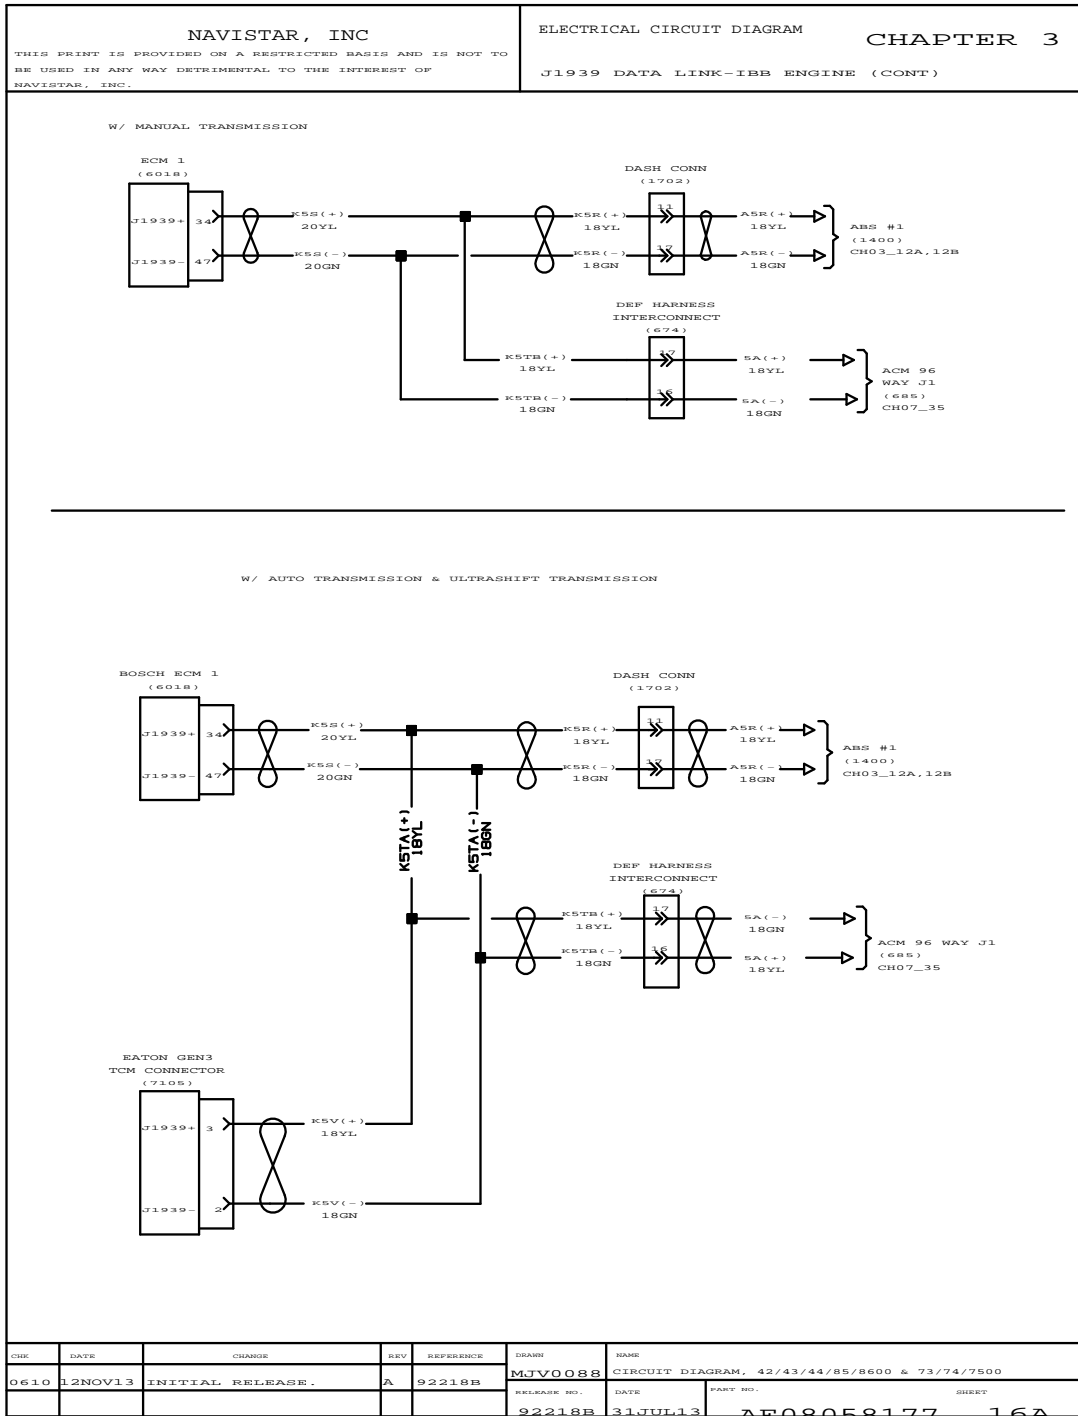 NAVISTAR, INC
THIS PRINT IS PROVIDED ON A RESTRICTED BASIS AND IS NOT TO
BE USED IN ANY WAY DETRIMENTAL TO THE INTEREST OF
NAVISTAR, INC.
ELECTRICAL CIRCUIT DIAGRAM
CHAPTER 3
J1939 DATA LINK-IBB ENGINE (CONT)
W/ MANUAL TRANSMISSION
ECM 1
(6018)
J1939+ 34
J1939- 47
K5S(+)
20YL
K5S(-)
20GN
K5R(+)
18YL
K5R(-)
18GN
DASH CONN
(1702)
11
17
A5R(+)
18YL
A5R(-)
18GN
ABS #1
(1400)
CH03_12A,12B
DEF HARNESS
INTERCONNECT
(674)
K5TB(+)
18YL
K5TB(-)
18GN
17
16
5A(+)
18YL
5A(-)
18GN
ACM 96
WAY J1
(685)
CH07_35
W/ AUTO TRANSMISSION & ULTRASHIFT TRANSMISSION
BOSCH ECM 1
(6018)
J1939+ 34
J1939- 47
K5S(+)
20YL
K5S(-)
20GN
K5R(+)
18YL
K5R(-)
18GN
DASH CONN
(1702)
11
17
A5R(+)
18YL
A5R(-)
18GN
ABS #1
(1400)
CH03_12A,12B
K5TA(+)
18YL
K5TA(-)
18GN
DEF HARNESS
INTERCONNECT
(674)
K5TB(+)
18YL
K5TB(-)
18GN
17
16
5A(-)
18GN
5A(+)
18YL
ACM 96 WAY J1
(685)
CH07_35
EATON GEN3
TCM CONNECTOR
(7105)
J1939+ 3
J1939- 2
K5V(+)
18YL
K5V(-)
18GN
CHK DATE CHANGE REV REFERENCE
0610 12NOV13 INITIAL RELEASE. A 92218B
DRAWN
MJV0088
NAME
CIRCUIT DIAGRAM, 42/43/44/85/8600 & 73/74/7500
RELEASE NO. DATE PART NO. SHEET
92218B 31JUL13 AF08058177 16A